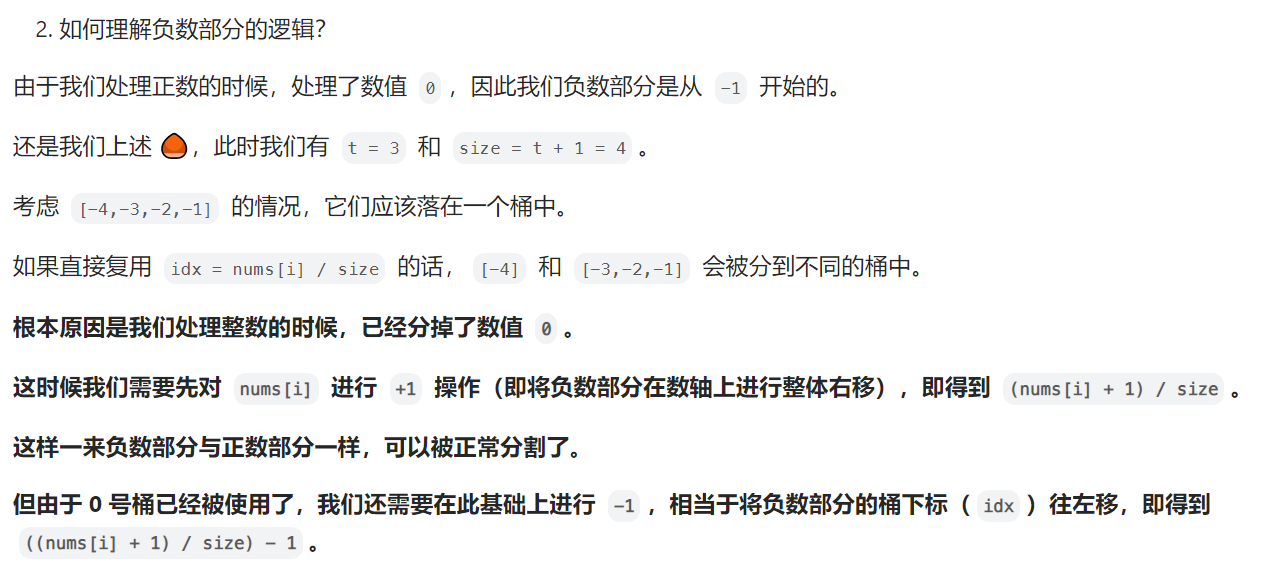 2. 如何理解负数部分的逻辑？
由于我们处理正数的时候，处理了数值 0 ，因此我们负数部分是从 -1 开始的。
还是我们上述 🌰，此时我们有 t = 3 和 size = t + 1 = 4 。
考虑 [-4,-3,-2,-1] 的情况，它们应该落在一个桶中。
如果直接复用 idx = nums[i] / size 的话， [-4] 和 [-3,-2,-1] 会被分到不同的桶中。
根本原因是我们处理整数的时候，已经分掉了数值 0 。
这时候我们需要先对 nums[i] 进行 +1 操作（即将负数部分在数轴上进行整体右移），即得到 (nums[i] + 1) / size 。
这样一来负数部分与正数部分一样，可以被正常分割了。
但由于 0 号桶已经被使用了，我们还需要在此基础上进行 -1 ，相当于将负数部分的桶下标（ idx ）往左移，即得到
((nums[i] + 1) / size) - 1 。